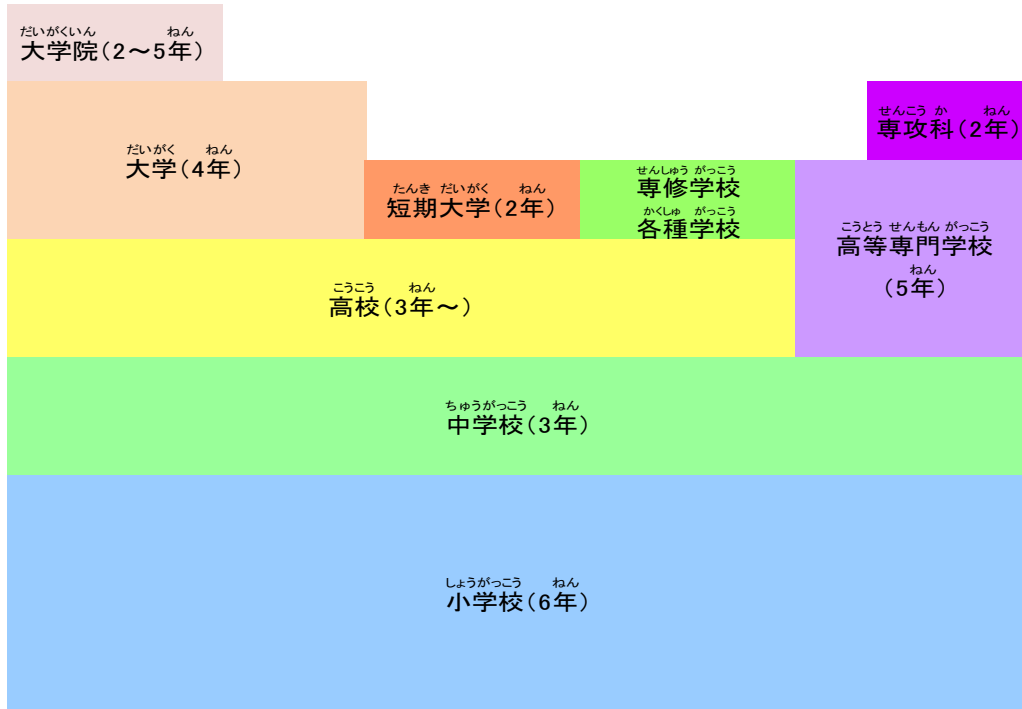 だいがくいん ねん
大学院(2～5年)
せんこう か ねん
専攻科(2年)
だいがく ねん
大学(4年)
たんき だいがく ねん
短期大学(2年)
せんしゅう がっこう
専修学校
かくしゅ がっこう
各種学校
こうとう せんもん がっこう
高等専門学校
ねん
(5年)
こうこう ねん
高校(3年～)
ちゅうがっこう ねん
中学校(3年)
しょうがっこう ねん
小学校(6年)